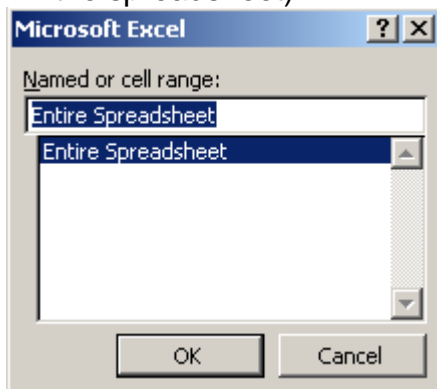 Microsoft Excel
Named or cell range:
Entire Spreadsheet
Entire Spreadsheet
OK Cancel